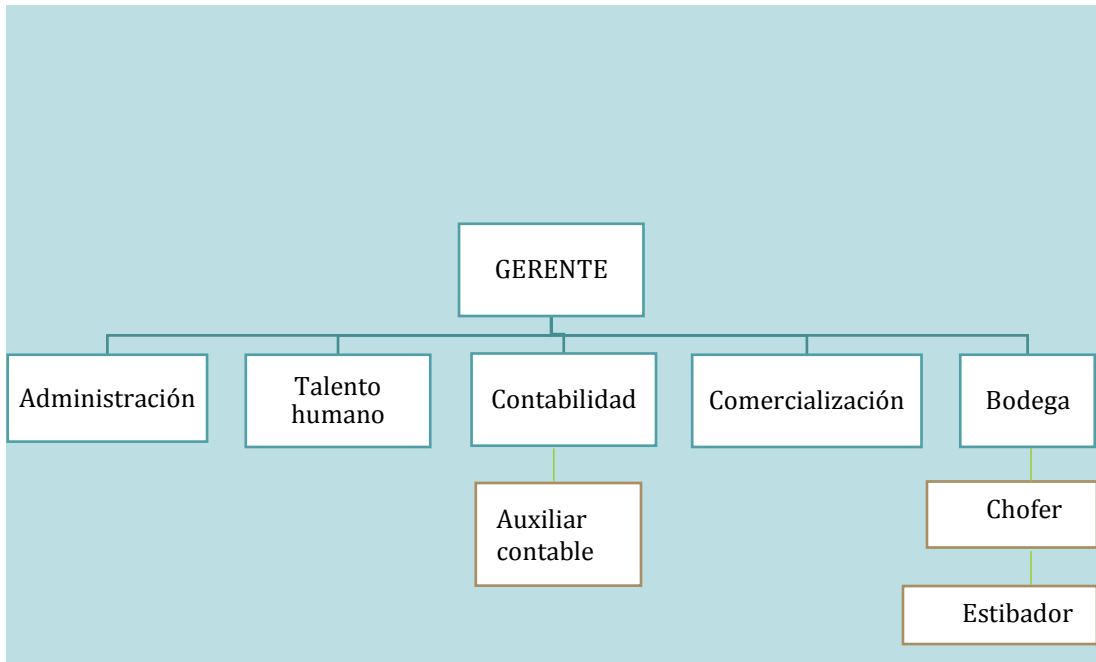 GERENTE
Administración
Talento
humano
Contabilidad
Comercialización
Bodega
Auxiliar
contable
Chofer
Estibador